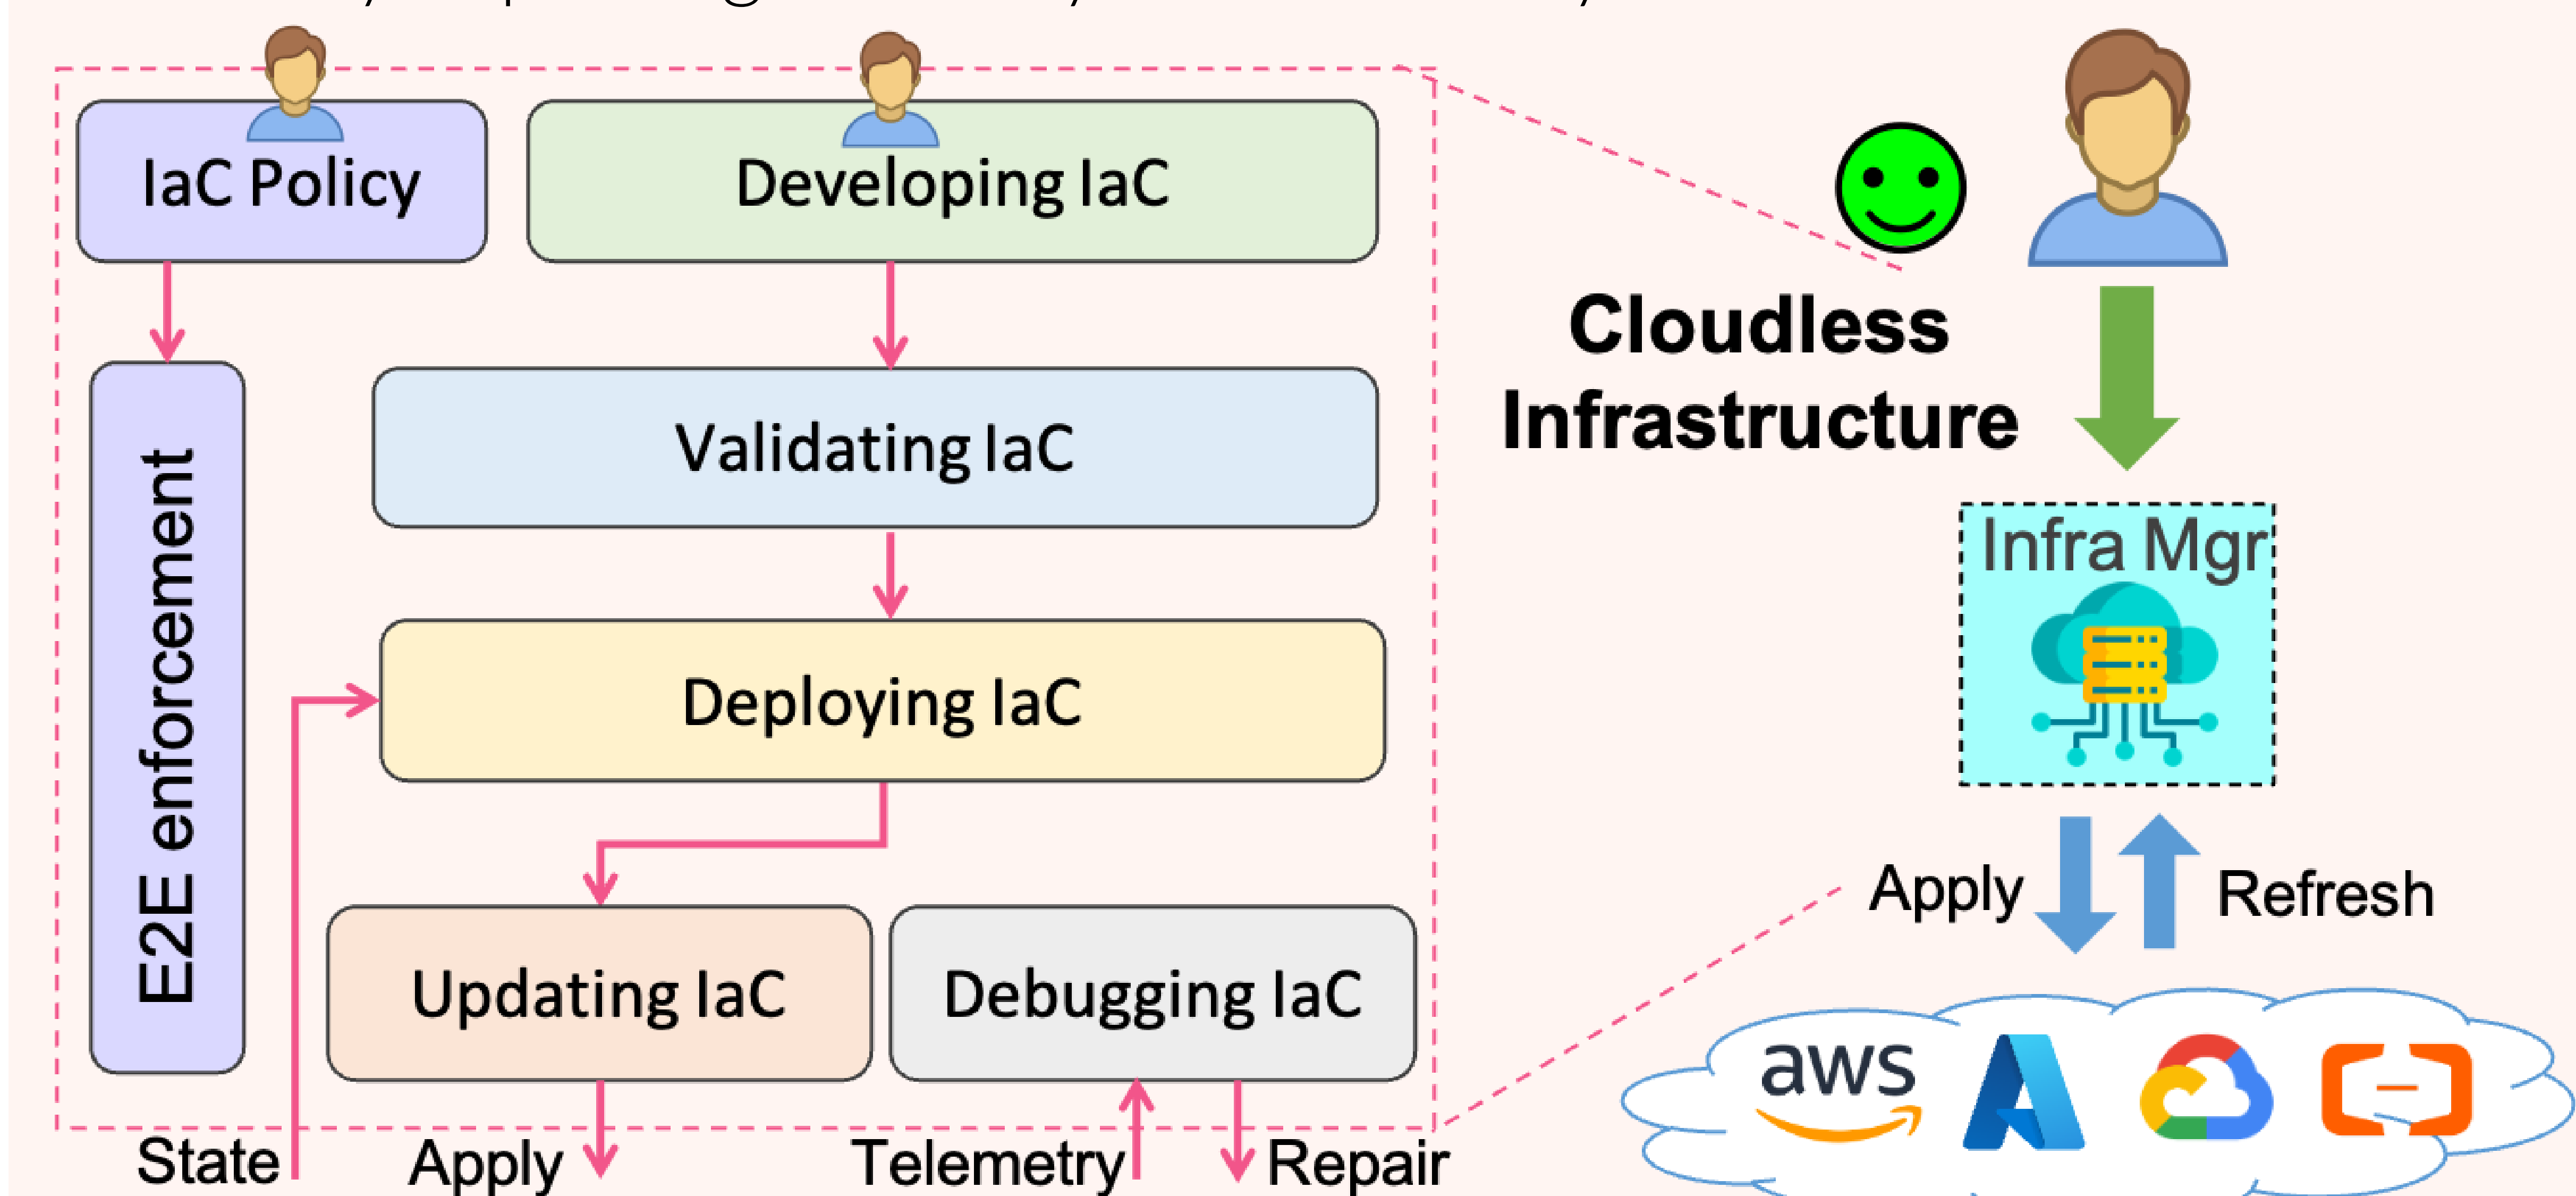 IaC Policy
Developing IaC
Cloudless
Infrastructure
Validating IaC
E2E enforcement
Infra Mgr
Deploying IaC
Apply
Refresh
Updating IaC
Debugging IaC
aws
State
Apply
Telemetry
Repair